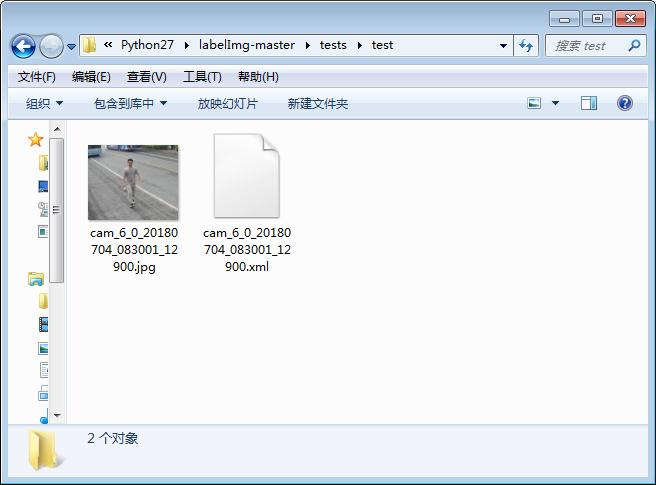 « Python27 labelImg-master tests test
搜索 test
文件(F) 编辑(E) 查看(V) 工具(T) 帮助(H)
组织 包含到库中 放映幻灯片 新建文件夹
cam_6_0_20180
704_083001_12
900.jpg
cam_6_0_20180
704_083001_12
900.xml
2 个对象